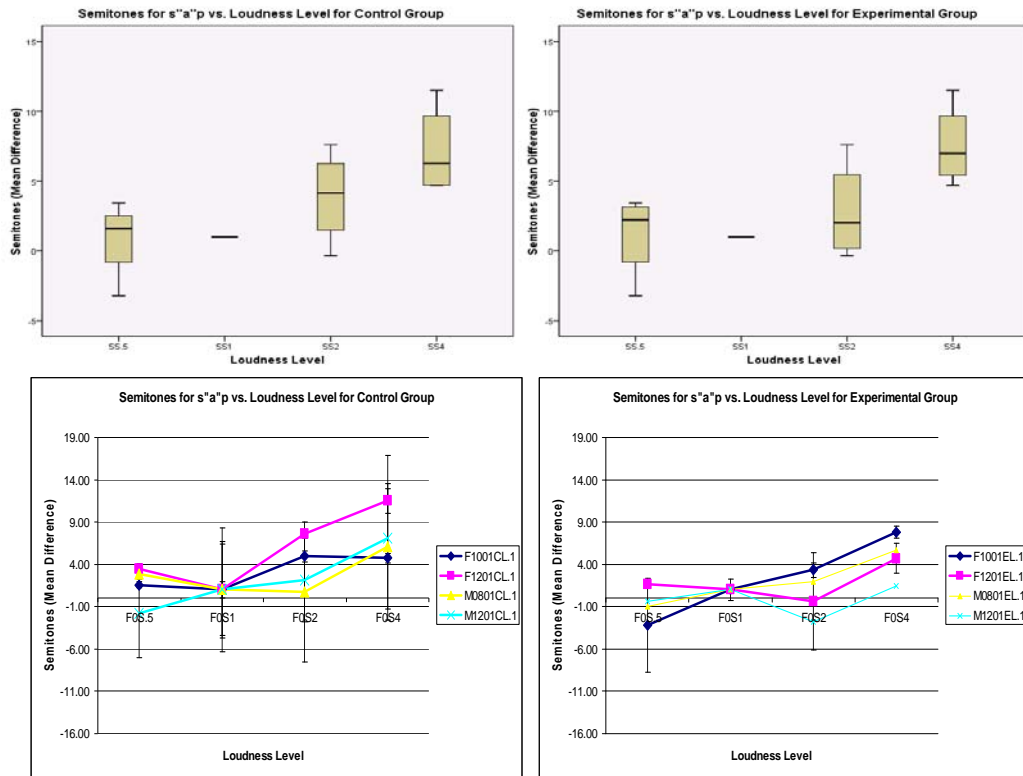 Semitones for s"a"p vs. Loudness Level for Control Group
15
10
5
0
-5
Semitones (Mean Difference)
SS.5 SS1 SS2 SS4
Loudness Level
Semitones for s"a"p vs. Loudness Level for Experimental Group
15
10
5
0
-5
Semitones (Mean Difference)
SS.5 SS1 SS2 SS4
Loudness Level
Semitones for s"a"p vs. Loudness Level for Control Group
19.00
14.00
9.00
4.00
-1.00
-6.00
-11.00
-16.00
Semitones (Mean Difference)
F0S.5 F0S1 F0S2 F0S4
Loudness Level
F1001CL.1
F1201CL.1
M0801CL.1
M1201CL.1
Semitones for s"a"p vs. Loudness Level for Experimental Group
19.00
14.00
9.00
4.00
-1.00
-6.00
-11.00
-16.00
Semitones (Mean Difference)
F0S.5 F0S1 F0S2 F0S4
Loudness Level
F1001EL.1
F1201EL.1
M0801EL.1
M1201EL.1